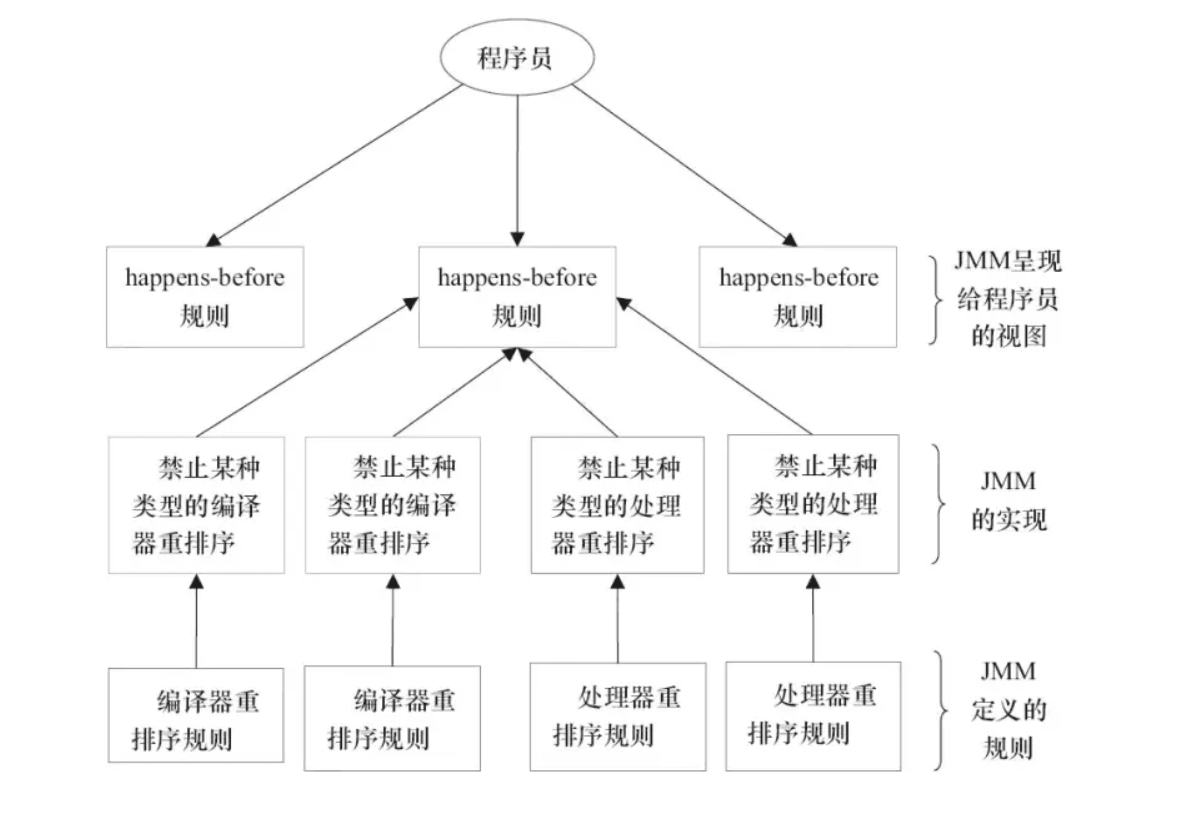 程序员
happens-before
规则
happens-before
规则
happens-before
规则
JMM呈现
给程序员
的视图
禁止某种
类型的编译
器重排序
禁止某种
类型的编译
器重排序
禁止某种
类型的处理
器重排序
禁止某种
类型的处理
器重排序
JMM
的实现
编译器重
排序规则
编译器重
排序规则
处理器重
排序规则
处理器重
排序规则
JMM
定义的
规则